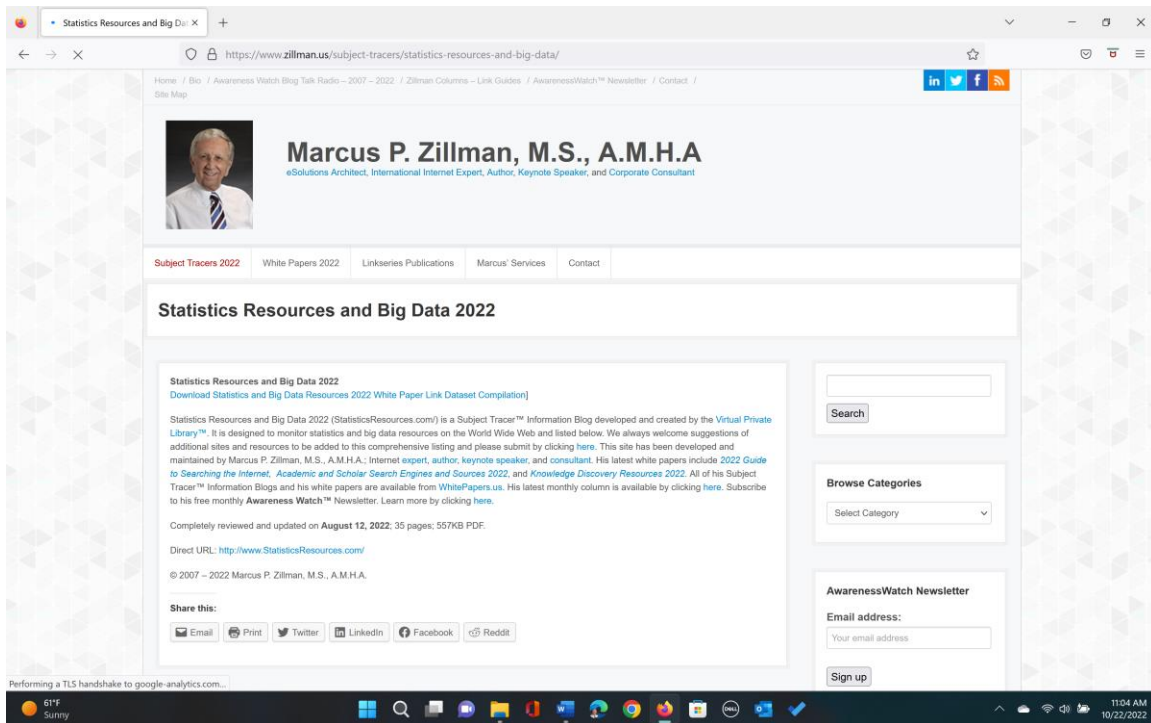 Statistics Resources and Big Da
https://www.zillman.us/subject-tracers/statistics-resources-and-big-data/
Home / Bio / Awareness Watch Blog Talk Radio – 2007 – 2022 / Zillman Columns – Link Guides / AwarenessWatch™ Newsletter / Contact /
Site Map
Marcus P. Zillman, M.S., A.M.H.A
eSolutions Architect, International Internet Expert, Author, Keynote Speaker, and Corporate Consultant
Subject Tracers 2022 White Papers 2022 Linkseries Publications Marcus' Services Contact
Statistics Resources and Big Data 2022
Statistics Resources and Big Data 2022
Download Statistics and Big Data Resources 2022 White Paper Link Dataset Compilation]
Statistics Resources and Big Data 2022 (StatisticsResources.com/) is a Subject Tracer™ Information Blog developed and created by the Virtual Private
Library™. It is designed to monitor statistics and big data resources on the World Wide Web and listed below. We always welcome suggestions of
additional sites and resources to be added to this comprehensive listing and please submit by clicking here. This site has been developed and
maintained by Marcus P. Zillman, M.S., A.M.H.A.; Internet expert, author, keynote speaker, and consultant. His latest white papers include 2022 Guide
to Searching the Internet, Academic and Scholar Search Engines and Sources 2022, and Knowledge Discovery Resources 2022. All of his Subject
Tracer™ Information Blogs and his white papers are available from WhitePapers.us. His latest monthly column is available by clicking here. Subscribe
to his free monthly Awareness Watch™ Newsletter. Learn more by clicking here.
Completely reviewed and updated on August 12, 2022; 35 pages; 557KB PDF.
Direct URL: http://www.StatisticsResources.com/
© 2007 – 2022 Marcus P. Zillman, M.S., A.M.H.A.
Share this:
Email Print Twitter LinkedIn Facebook Reddit
Search
Browse Categories
Select Category
AwarenessWatch Newsletter
Email address:
Your email address
Sign up
Performing a TLS handshake to google-analytics.com...
61°F
Sunny
11:04 AM
10/22/2022